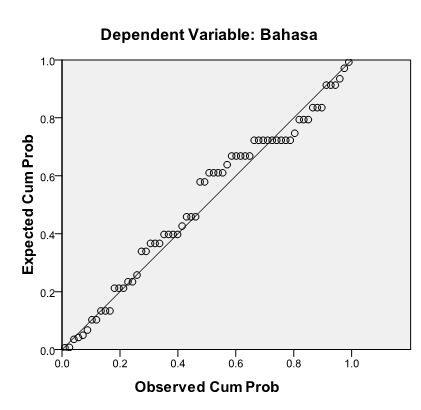 Dependent Variable: Bahasa
1.0
0.8
0.6
0.4
0.2
0.0
Expected Cum Prob
0.0 0.2 0.4 0.6 0.8 1.0
Observed Cum Prob